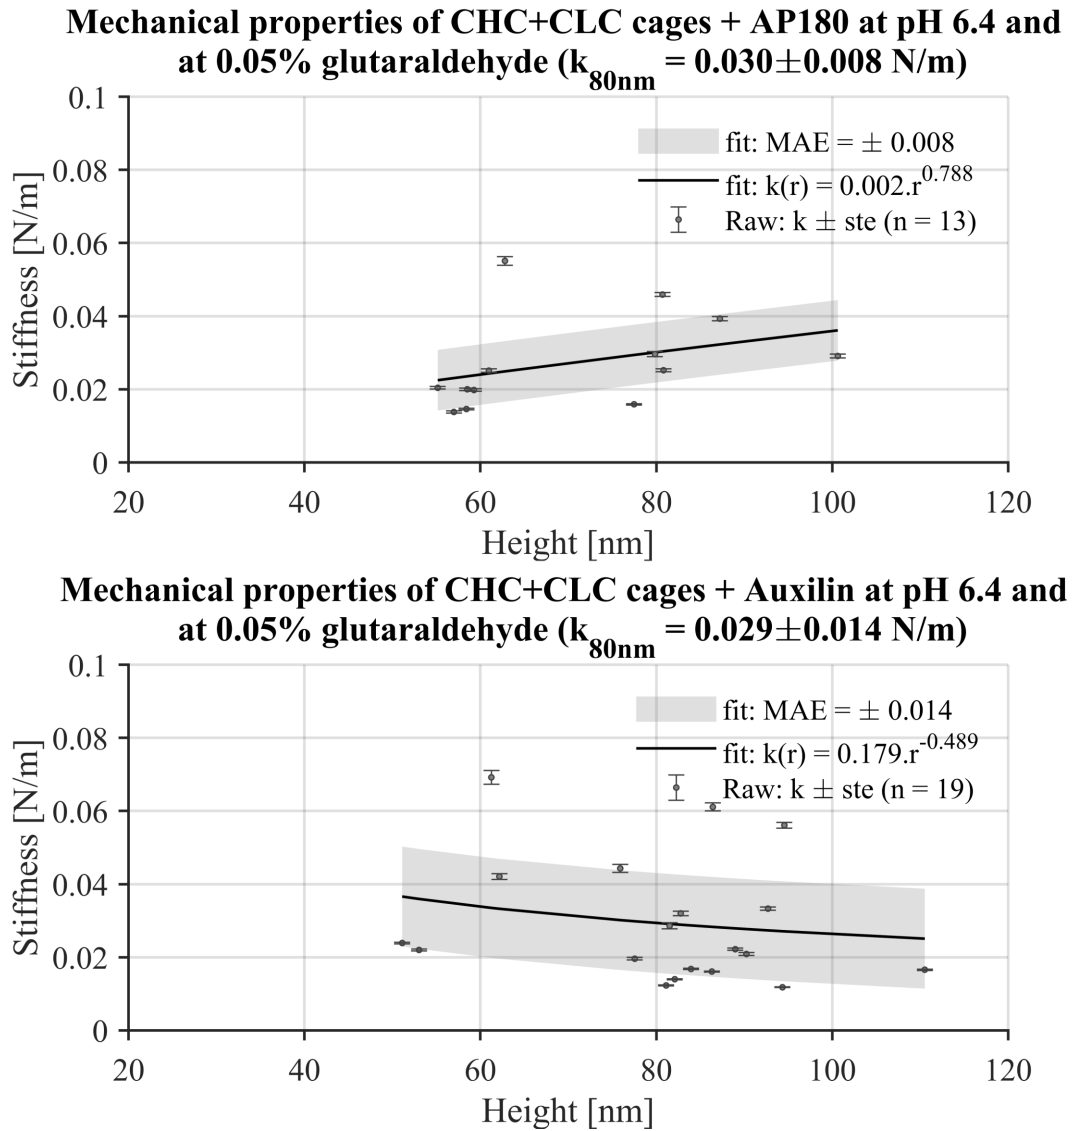 Mechanical properties of CHC+CLC cages + AP180 at pH 6.4 and
at 0.05% glutaraldehyde (k80nm = 0.030±0.008 N/m)
0.1
0.08
0.06
0.04
0.02
0
Stiffness [N/m]
fit: MAE = ± 0.008
fit: k(r) = 0.002.r^0.788
Raw: k ± ste (n = 13)
20 40 60 80 100 120
Height [nm]
Mechanical properties of CHC+CLC cages + Auxilin at pH 6.4 and
at 0.05% glutaraldehyde (k80nm = 0.029±0.014 N/m)
0.1
0.08
0.06
0.04
0.02
0
Stiffness [N/m]
fit: MAE = ± 0.014
fit: k(r) = 0.179.r^-0.489
Raw: k ± ste (n = 19)
20 40 60 80 100 120
Height [nm]